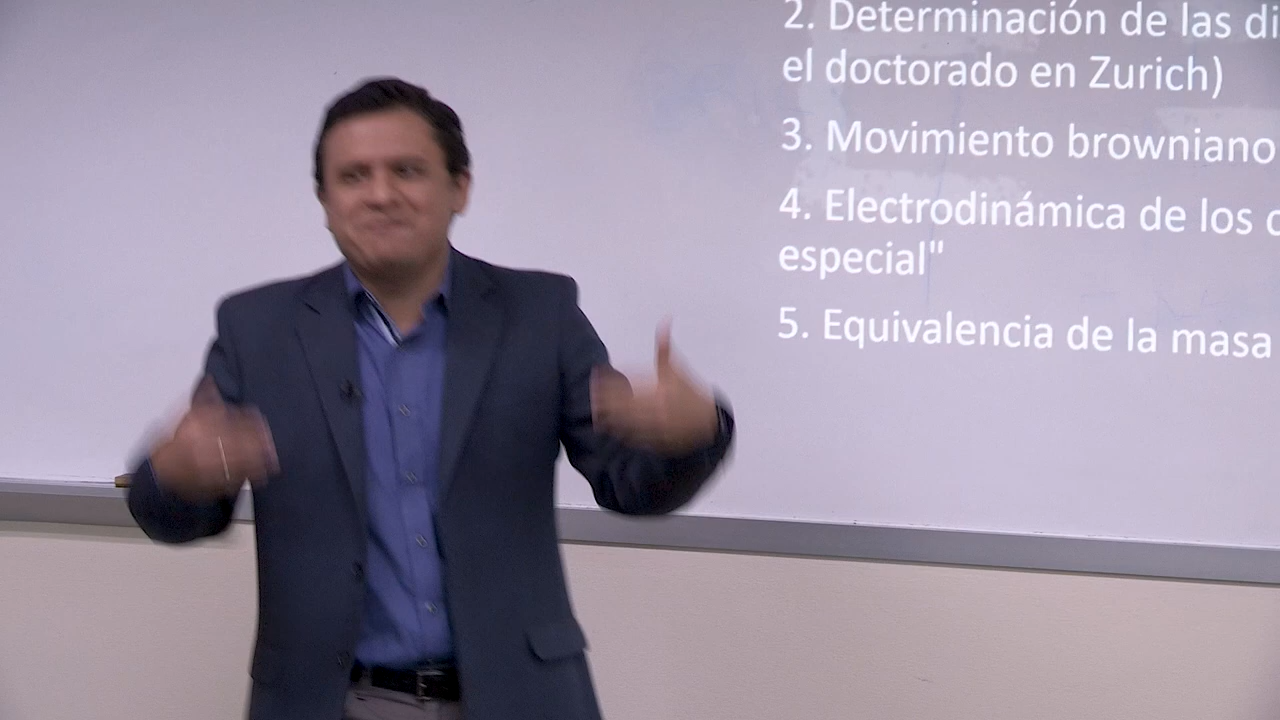 2. Determinación de las di
el doctorado en Zurich)
3. Movimiento browniano
4. Electrodinámica de los c
especial"
5. Equivalencia de la masa